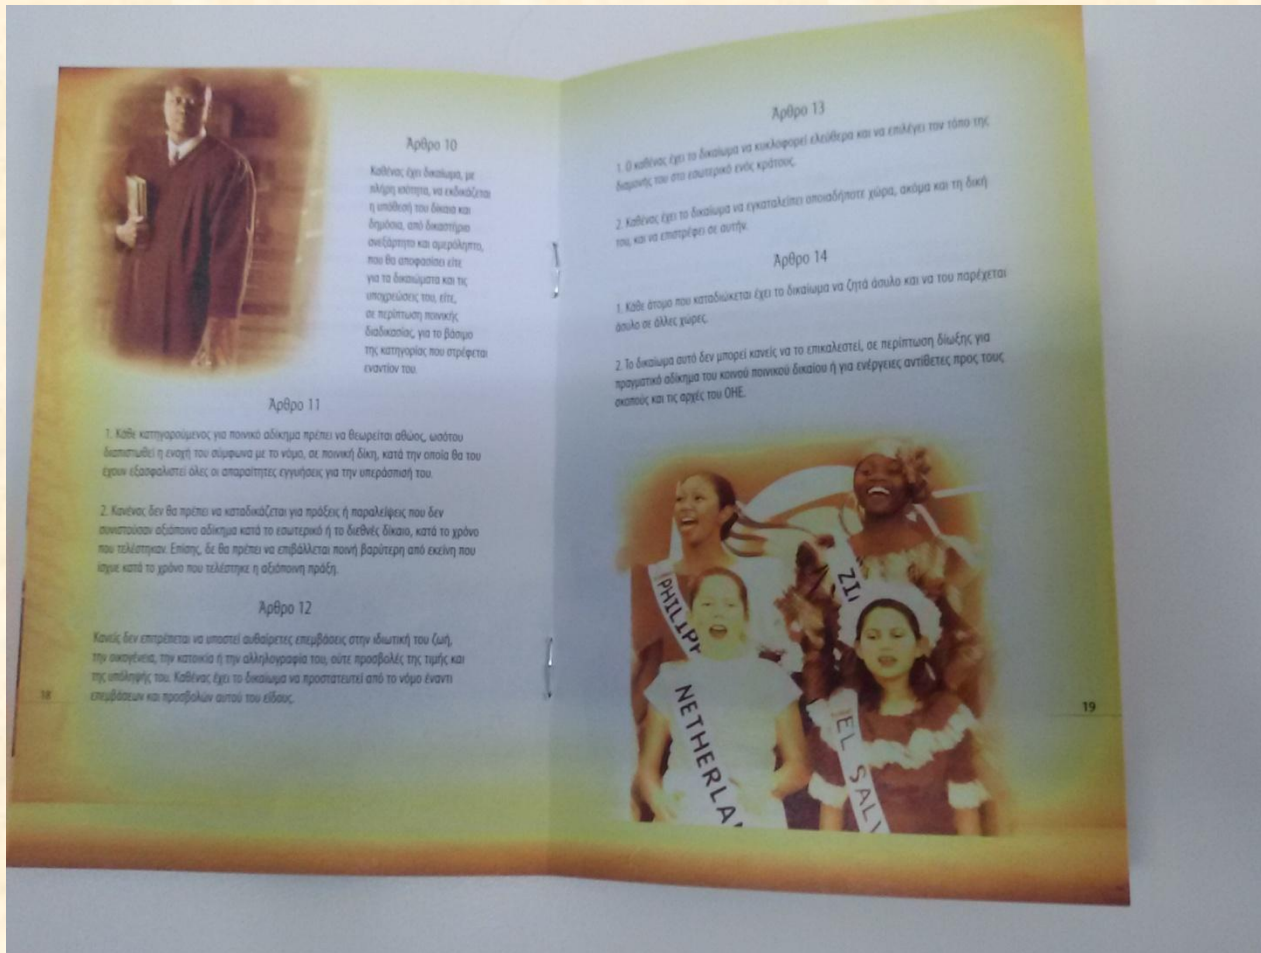 Άρθρο 10
Καθένας έχει δικαίωμα, με
πλήρη ισότητα, να εκδικάζεται
η υπόθεσή του δίκαια και
δημόσια, από δικαστήριο
ανεξάρτητο και αμερόληπτο,
που θα αποφασίσει είτε
για τα δικαιώματα και τις
υποχρεώσεις του, είτε,
σε περίπτωση ποινικής
διαδικασίας, για το βάσιμο
της κατηγορίας που στρέφεται
εναντίον του.
Άρθρο 11
1. Κάθε κατηγορούμενος για ποινικό αδίκημα πρέπει να θεωρείται αθώος, ωσότου
διαπιστωθεί η ενοχή του σύμφωνα με το νόμο, σε ποινική δίκη, κατά την οποία θα του
έχουν εξασφαλιστεί όλες οι απαραίτητες εγγυήσεις για την υπεράσπισή του.
2. Κανένας δεν θα πρέπει να καταδικάζεται για πράξεις ή παραλείψεις που δεν
συνιστούσαν αξιόποινο αδίκημα κατά το εσωτερικό ή το διεθνές δίκαιο, κατά το χρόνο
που τελέστηκαν. Επίσης, δε θα πρέπει να επιβάλλεται ποινή βαρύτερη από εκείνη που
ίσχυε κατά το χρόνο που τελέστηκε η αξιόποινη πράξη.
Άρθρο 12
Κανείς δεν επιτρέπεται να υποστεί αυθαίρετες επεμβάσεις στην ιδιωτική του ζωή,
την οικογένεια, την κατοικία ή την αλληλογραφία του, ούτε προσβολές της τιμής και
της υπόληψής του. Καθένας έχει το δικαίωμα να προστατευτεί από το νόμο έναντι
επεμβάσεων και προσβολών αυτού του είδους.
18
Άρθρο 13
1. Ο καθένας έχει το δικαίωμα να κυκλοφορεί ελεύθερα και να επιλέγει τον τόπο της
διαμονής του στο εσωτερικό ενός κράτους.
2. Καθένας έχει το δικαίωμα να εγκαταλείπει οποιαδήποτε χώρα, ακόμα και τη δική
του, και να επιστρέφει σε αυτήν.
Άρθρο 14
1. Κάθε άτομο που καταδιώκεται έχει το δικαίωμα να ζητά άσυλο και να του παρέχεται
άσυλο σε άλλες χώρες.
2. Το δικαίωμα αυτό δεν μπορεί κανείς να το επικαλεστεί, σε περίπτωση δίωξης για
πραγματικό αδίκημα του κοινού ποινικού δικαίου ή για ενέργειες αντίθετες προς τους
σκοπούς και τις αρχές του ΟΗΕ.
PHILIPP
ZI
NETHERLA
EL SALV
19